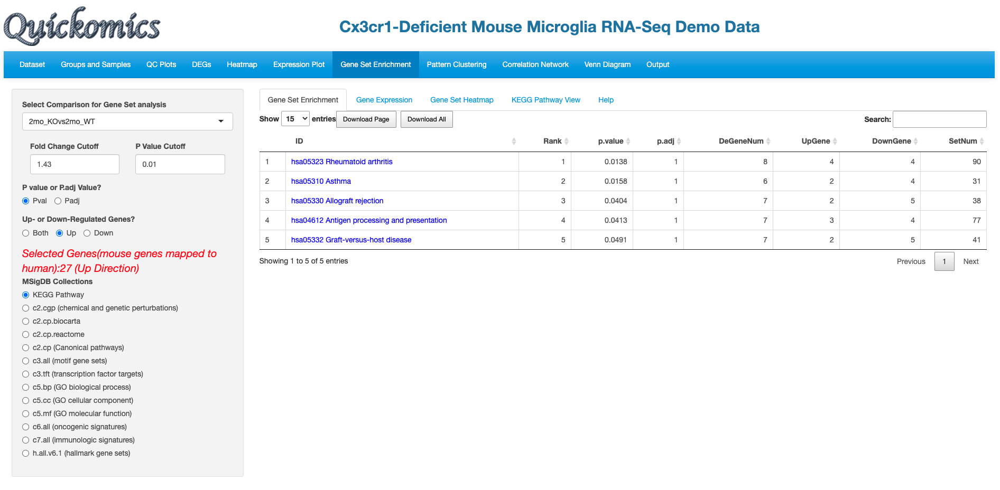 Quickomics
Cx3cr1-Deficient Mouse Microglia RNA-Seq Demo Data
Dataset Groups and Samples QC Plots DEGs Heatmap Expression Plot Gene Set Enrichment Pattern Clustering Correlation Network Venn Diagram Output
Select Comparison for Gene Set analysis
2mo_KOvs2mo_WT
Fold Change Cutoff P Value Cutoff
1.43 0.01
P value or P.adj Value?
Pval Padj
Up- or Down-Regulated Genes?
Both Up Down
Selected Genes(mouse genes mapped to
human):27 (Up Direction)
MSigDB Collections
KEGG Pathway
c2.cgp (chemical and genetic perturbations)
c2.cp.biocarta
c2.cp.reactome
c2.cp (Canonical pathways)
c3.all (motif gene sets)
c3.tft (transcription factor targets)
c5.bp (GO biological process)
c5.cc (GO cellular component)
c5.mf (GO molecular function)
c6.all (oncogenic signatures)
c7.all (immunologic signatures)
h.all.v6.1 (hallmark gene sets)
Gene Set Enrichment Gene Expression Gene Set Heatmap KEGG Pathway View Help
Show 15 entries Download Page Download All Search:
ID Rank p.value p.adj DeGeneNum UpGene DownGene SetNum
1 hsa05323 Rheumatoid arthritis 1 0.0138 1 8 4 4 90
2 hsa05310 Asthma 2 0.0158 1 6 2 4 31
3 hsa05330 Allograft rejection 3 0.0404 1 7 2 5 38
4 hsa04612 Antigen processing and presentation 4 0.0413 1 7 3 4 77
5 hsa05332 Graft-versus-host disease 5 0.0491 1 7 2 5 41
Showing 1 to 5 of 5 entries Previous 1 Next